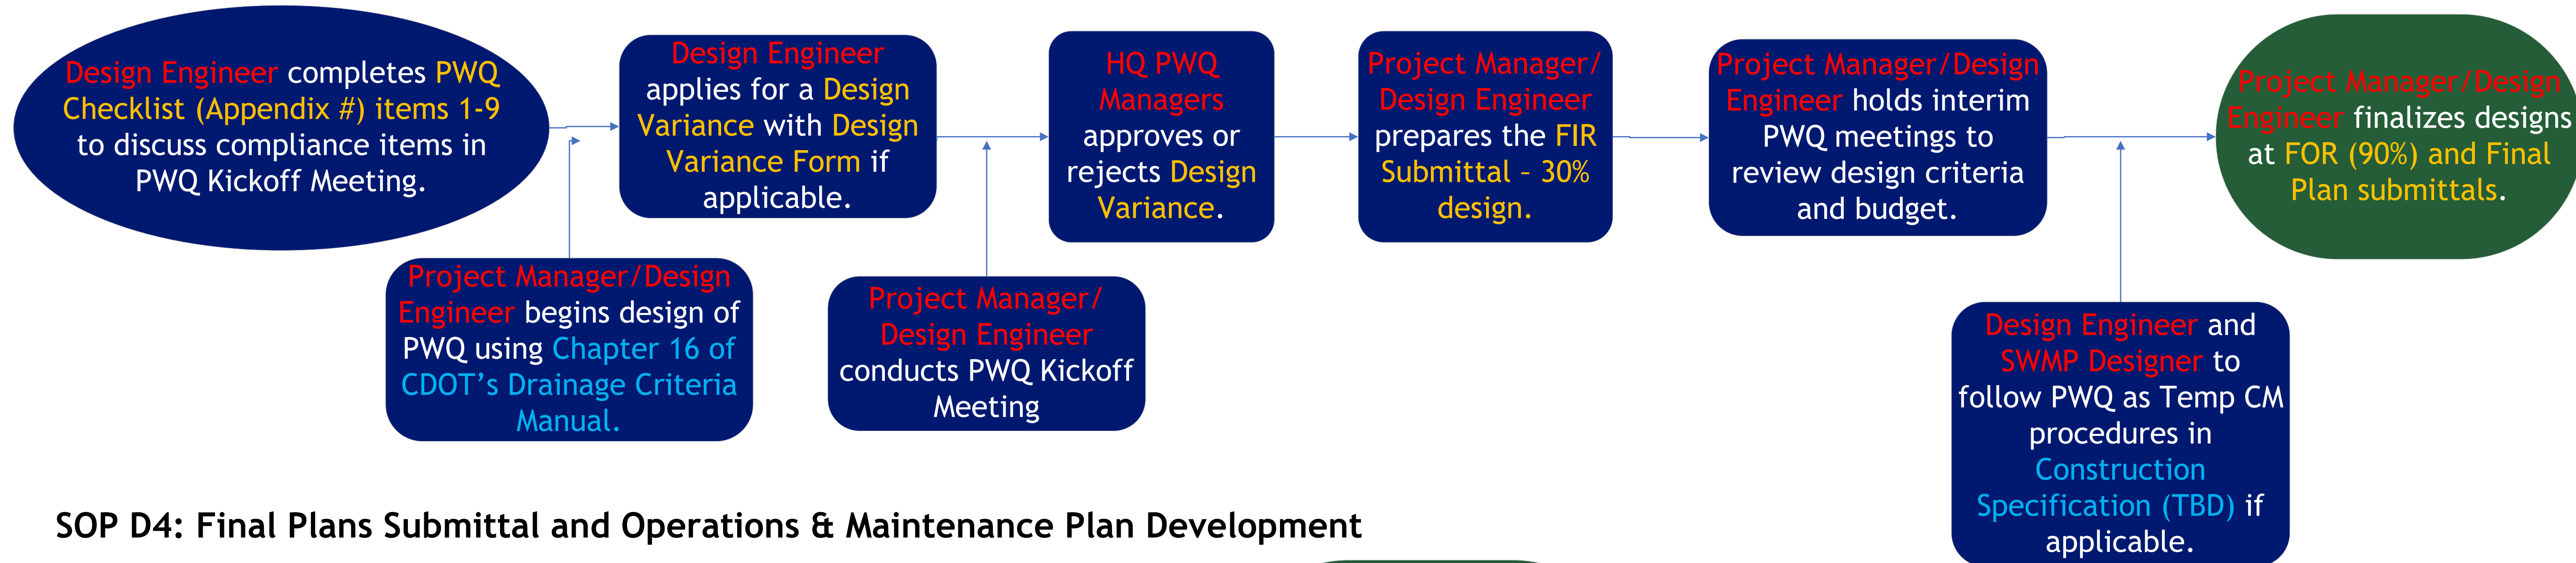 Design Engineer completes PWQ
Checklist (Appendix #) items 1-9
to discuss compliance items in
PWQ Kickoff Meeting.
Project Manager/Design
Engineer begins design of
PWQ using Chapter 16 of
CDOT’s Drainage Criteria
Manual.
Design Engineer
applies for a Design
Variance with Design
Variance Form if
applicable.
Project Manager/
Design Engineer
conducts PWQ Kickoff
Meeting
HQ PWQ
Managers
approves or
rejects Design
Variance.
Project Manager/
Design Engineer
prepares the FIR
Submittal – 30%
design.
Project Manager/Design
Engineer holds interim
PWQ meetings to
review design criteria
and budget.
Design Engineer and
SWMP Designer to
follow PWQ as Temp CM
procedures in
Construction
Specification (TBD) if
applicable.
Project Manager/Design
Engineer finalizes designs
at FOR (90%) and Final
Plan submittals.
SOP D4: Final Plans Submittal and Operations & Maintenance Plan Development